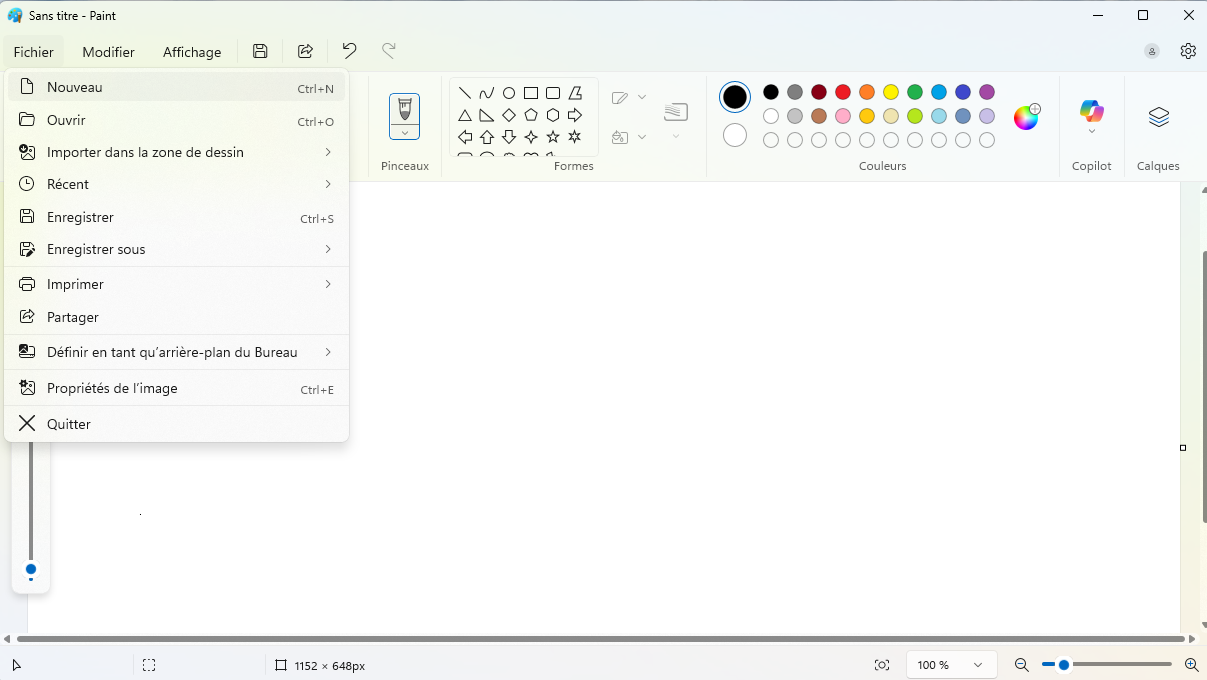 Sans titre - Paint
Fichier Modifier Affichage
Nouveau Ctrl+N
Ouvrir Ctrl+O
Importer dans la zone de dessin
Récent
Enregistrer Ctrl+S
Enregistrer sous
Imprimer
Partager
Définir en tant qu’arrière-plan du Bureau
Propriétés de l’image Ctrl+E
Quitter
Pinceaux Formes Couleurs Copilot Calques
1152 × 648px 100 %